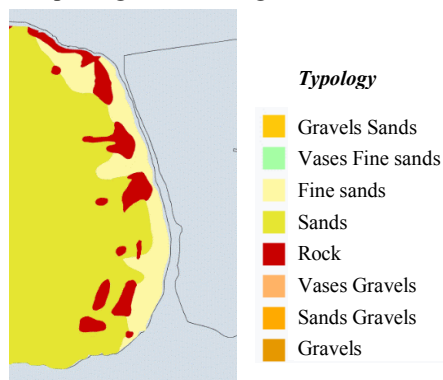 Typology
Gravels Sands
Vases Fine sands
Fine sands
Sands
Rock
Vases Gravels
Sands Gravels
Gravels